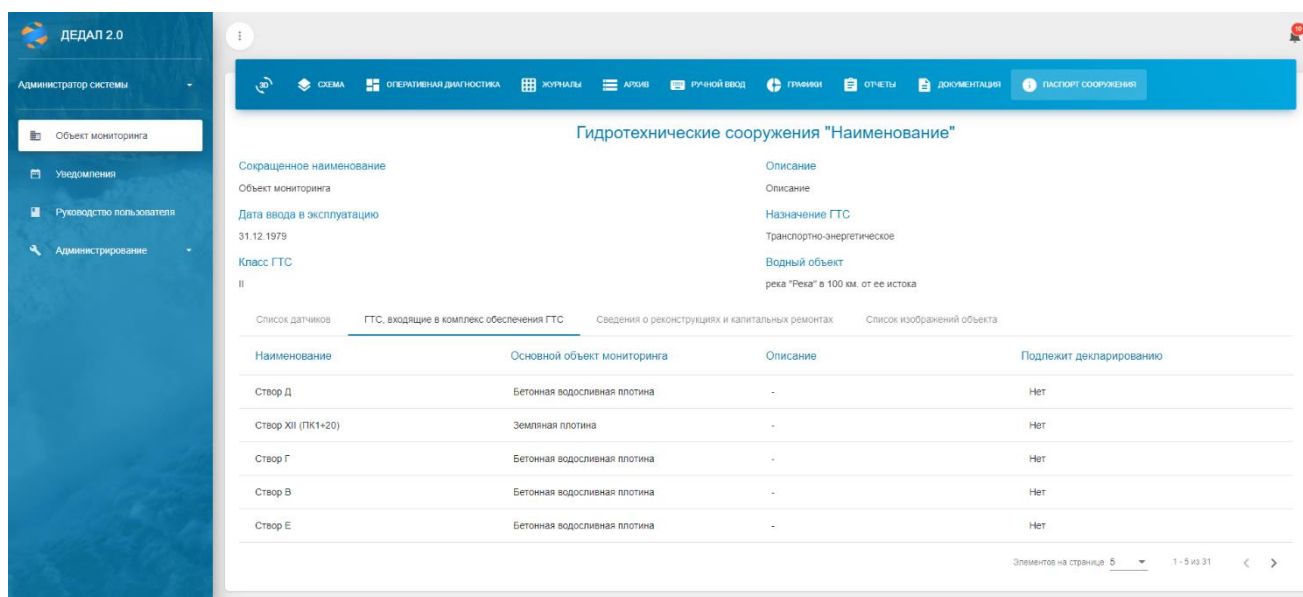 ДЕДАЛ 2.0
10
Администратор системы
3D СХЕМА ОПЕРАТИВНАЯ ДИАГНОСТИКА ЖУРНАЛЫ АРХИВ РУЧНОЙ ВВОД ГРАФИКИ ОТЧЕТЫ ДОКУМЕНТАЦИЯ ПАСПОРТ СООРУЖЕНИЯ
Объект мониторинга
Уведомления
Руководство пользователя
Администрирование
Гидротехнические сооружения "Наименование"
Сокращенное наименование Описание
Объект мониторинга Описание
Дата ввода в эксплуатацию Назначение ГТС
31.12.1979 Транспортно-энергетическое
Класс ГТС Водный объект
II река "Река" в 100 км. от ее истока
Список датчиков ГТС, входящие в комплекс обеспечения ГТС Сведения о реконструкциях и капитальных ремонтах Список изображений объекта
Наименование Основной объект мониторинга Описание Подлежит декларированию
Створ Д Бетонная водосливная плотина - Нет
Створ XII (ПК1+20) Земляная плотина - Нет
Створ Г Бетонная водосливная плотина - Нет
Створ В Бетонная водосливная плотина - Нет
Створ Е Бетонная водосливная плотина - Нет
Элементов на странице 5 1 - 5 из 31